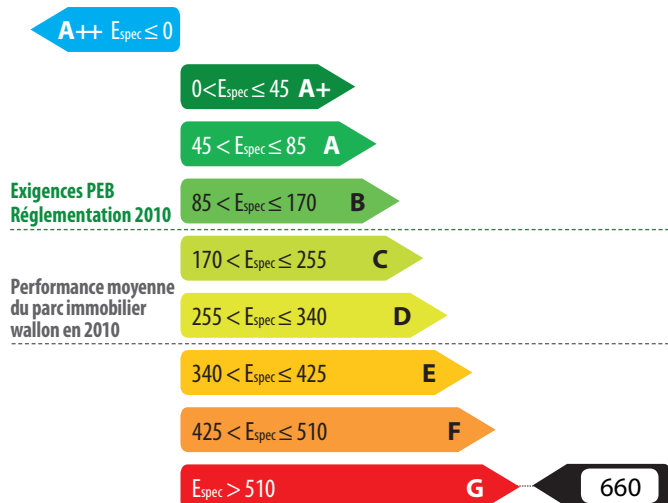 A++ Espec ≤ 0
0<Espec ≤ 45 A+
45 < Espec ≤ 85 A
Exigences PEB
Réglementation 2010
85 < Espec ≤ 170 B
170 < Espec ≤ 255 C
Performance moyenne
du parc immobilier
wallon en 2010
255 < Espec ≤ 340 D
340 < Espec ≤ 425 E
425 < Espec ≤ 510 F
Espec > 510 G
660